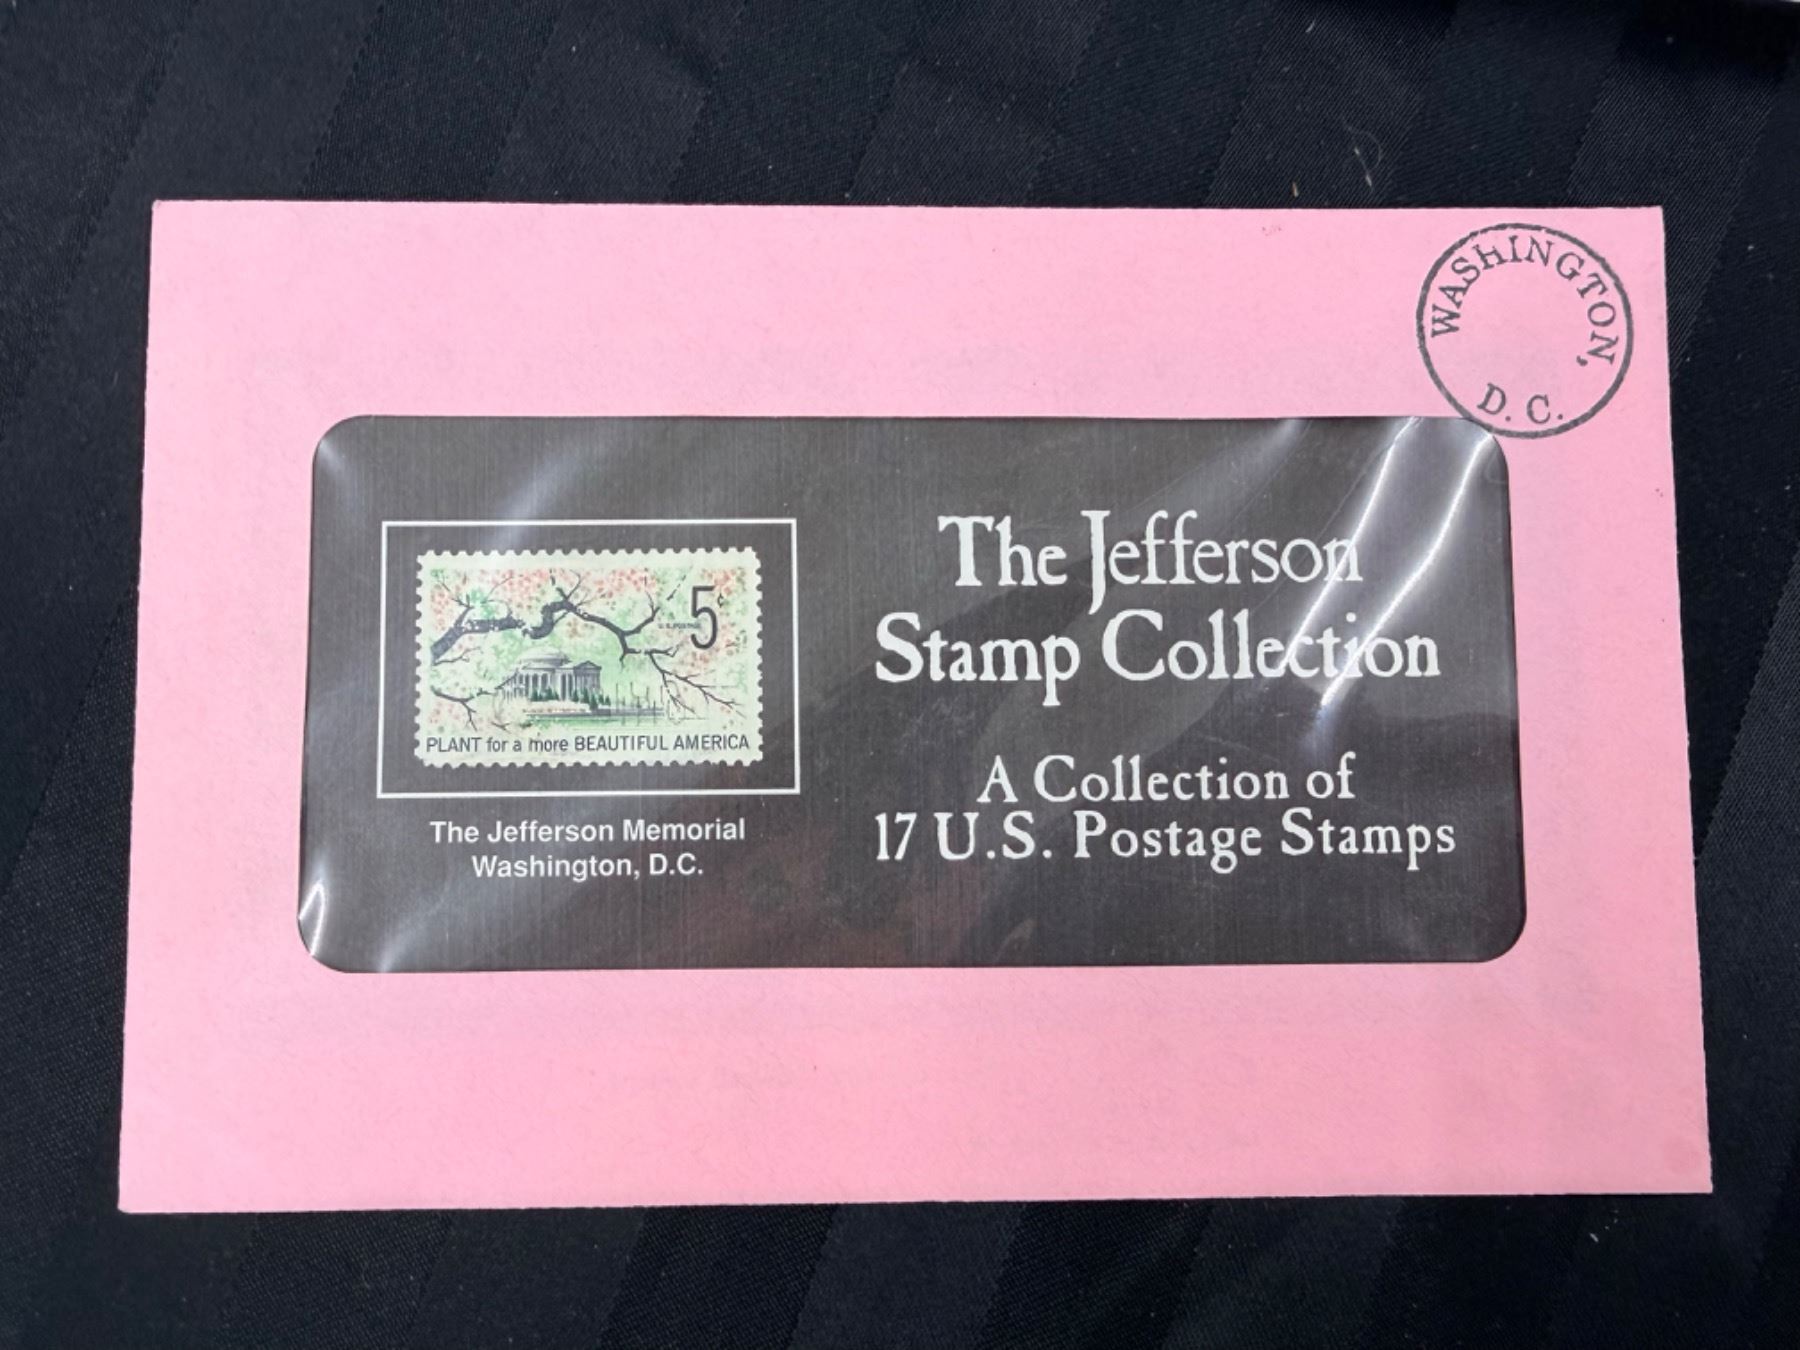 WASHINGTON,
D. C.
The Jefferson
Stamp Collection
A Collection of
17 U.S. Postage Stamps
5¢
U.S. POSTAGE
PLANT for a more BEAUTIFUL AMERICA
The Jefferson Memorial
Washington, D.C.